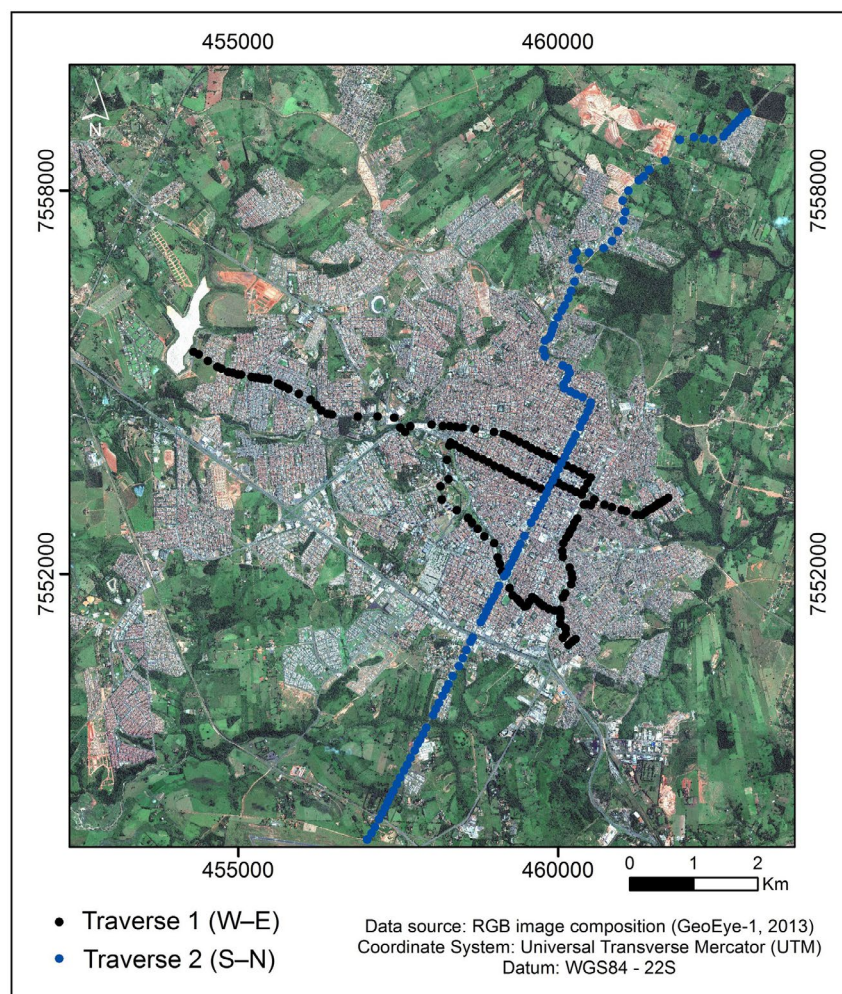 455000 460000
N
7558000 7558000
7552000 7552000
455000 460000
0 1 2
Km
Traverse 1 (W–E)
Traverse 2 (S–N)
Data source: RGB image composition (GeoEye-1, 2013)
Coordinate System: Universal Transverse Mercator (UTM)
Datum: WGS84 - 22S